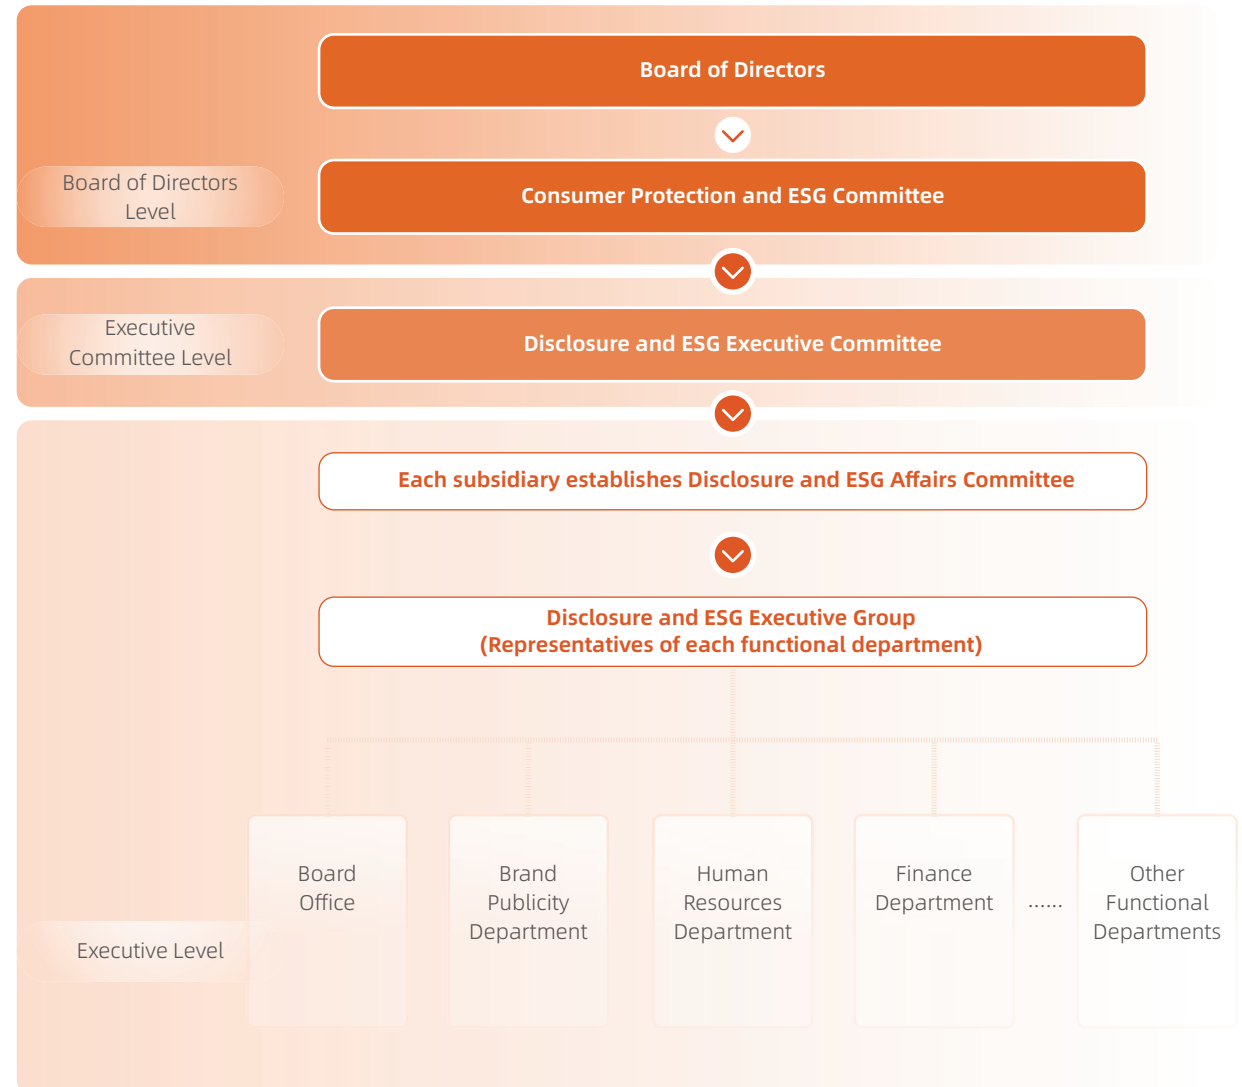 Board of Directors
Board of Directors
Level
Consumer Protection and ESG Committee
Executive
Committee Level
Disclosure and ESG Executive Committee
Each subsidiary establishes Disclosure and ESG Affairs Committee
Disclosure and ESG Executive Group
(Representatives of each functional department)
Executive Level
Board
Office
Brand
Publicity
Department
Human
Resources
Department
Finance
Department
......
Other
Functional
Departments